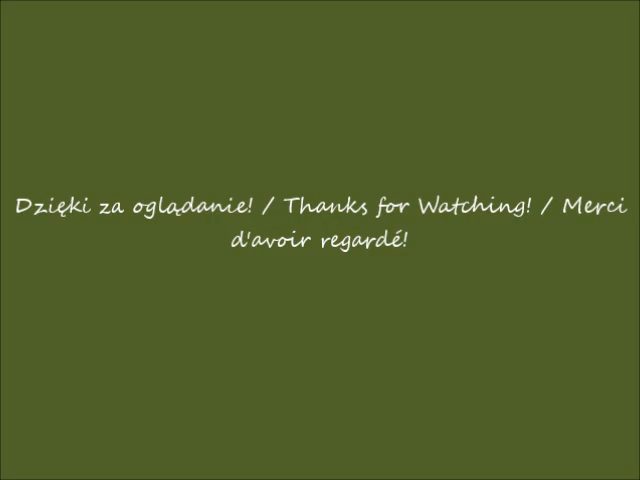 Dzięki za oglądanie! / Thanks for Watching! / Merci
d'avoir regardé!